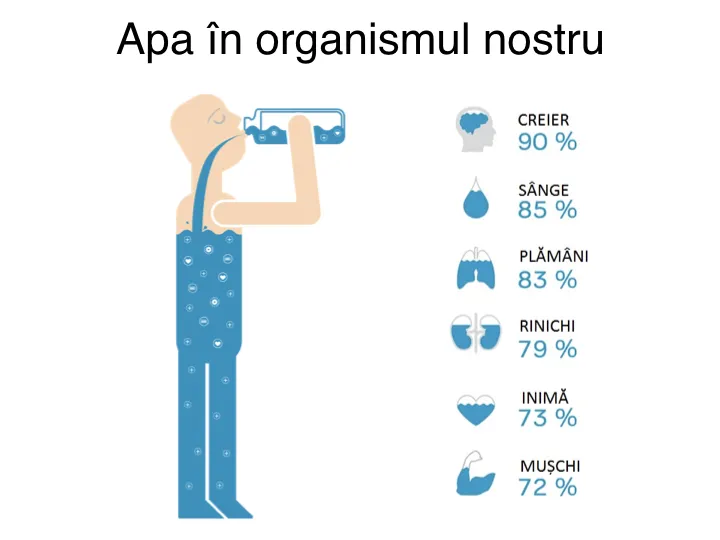 Apa în organismul nostru
CREIER
90 %
SÂNGE
85 %
PLĂMÂNI
83 %
RINICHI
79 %
INIMĂ
73 %
MUȘCHI
72 %